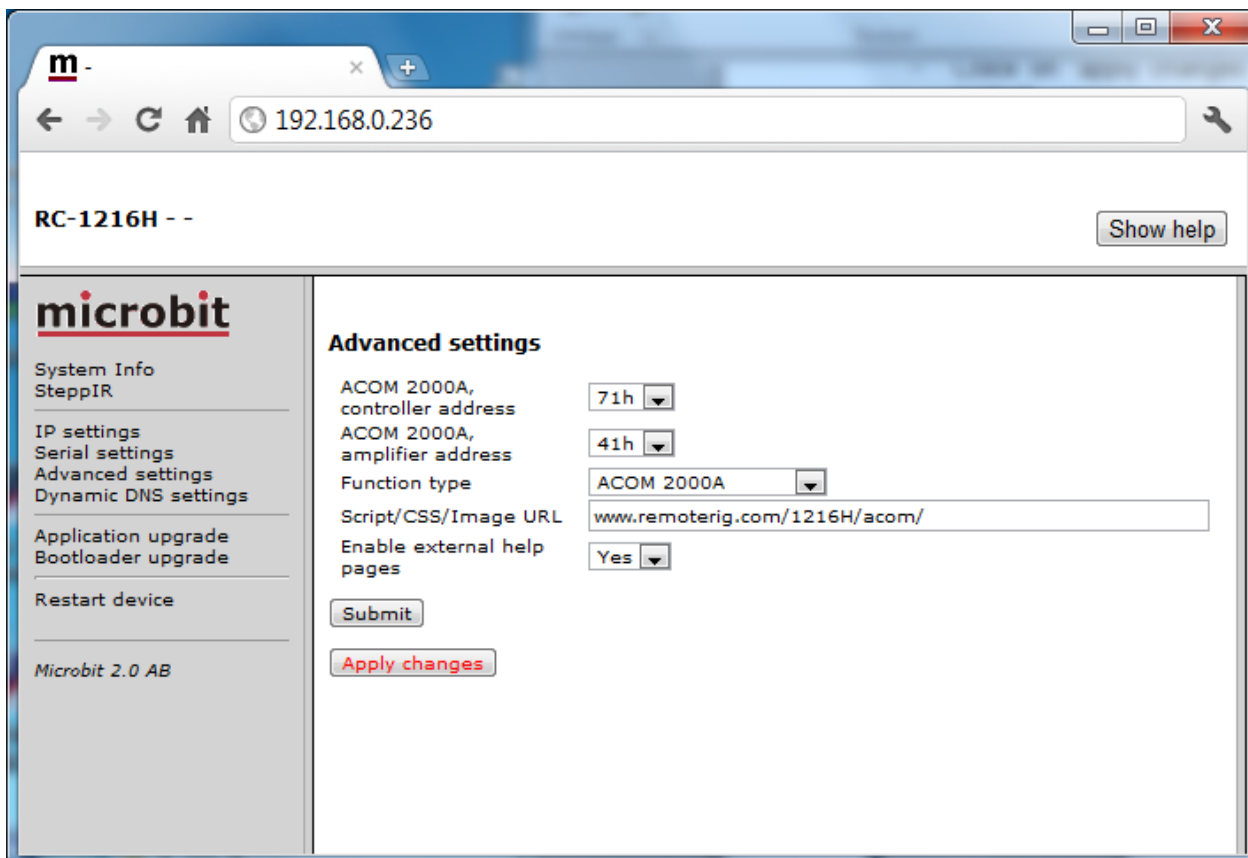 m -
192.168.0.236
RC-1216H - -
Show help
microbit
System Info
SteppIR
IP settings
Serial settings
Advanced settings
Dynamic DNS settings
Application upgrade
Bootloader upgrade
Restart device
Microbit 2.0 AB
Advanced settings
ACOM 2000A,
controller address
71h
ACOM 2000A,
amplifier address
41h
Function type
ACOM 2000A
Script/CSS/Image URL
www.remoterig.com/1216H/acom/
Enable external help
pages
Yes
Submit
Apply changes